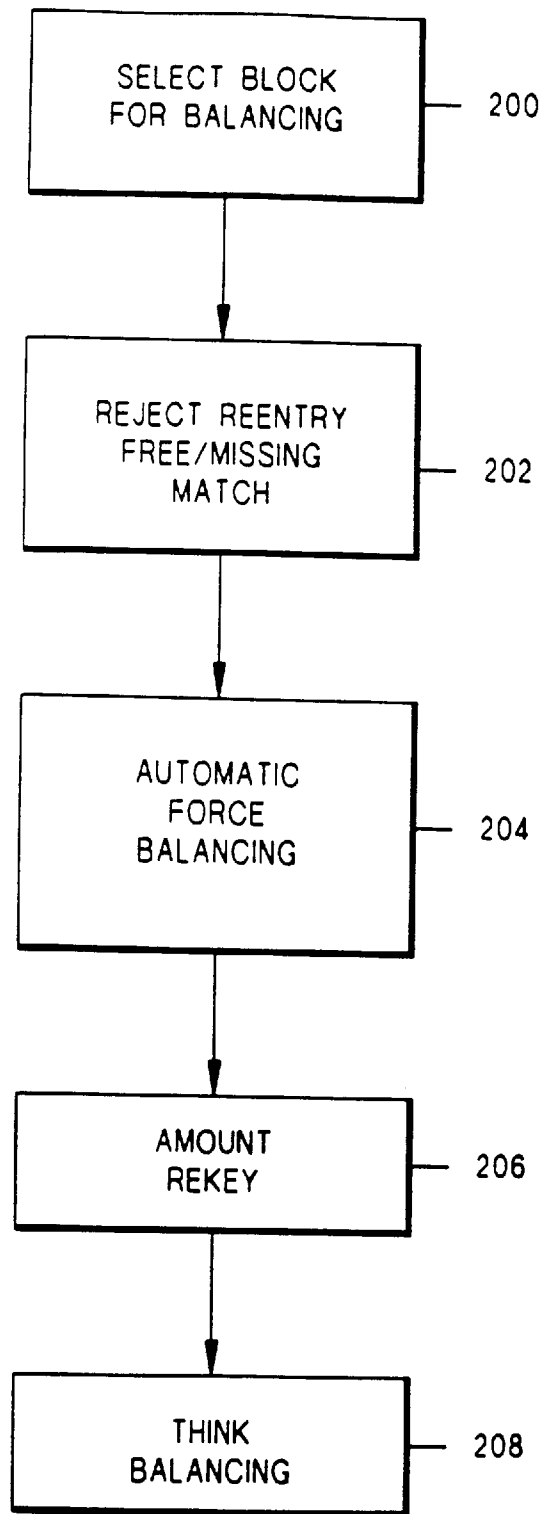 SELECT BLOCK
FOR BALANCING
200
REJECT REENTRY
FREE/MISSING
MATCH
202
AUTOMATIC
FORCE
BALANCING
204
AMOUNT
REKEY
206
THINK
BALANCING
208